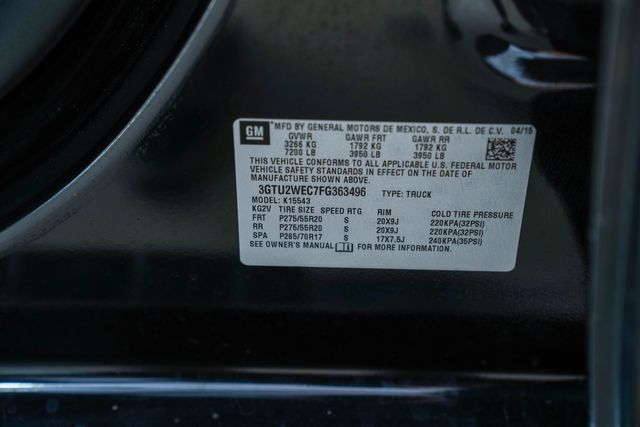 GM MFD BY GENERAL MOTORS DE MEXICO, S. DE R.L. DE C.V. 04/15
GVWR GAWR FRT GAWR RR
3266 KG 1792 KG 1792 KG
7200 LB 3950 LB 3950 LB
THIS VEHICLE CONFORMS TO ALL APPLICABLE U.S. FEDERAL MOTOR
VEHICLE SAFETY STANDARDS IN EFFECT ON THE DATE OF
MANUFACTURE SHOWN ABOVE.
3GTU2WEC7FG363496 TYPE: TRUCK
MODEL: K15543
KG2V TIRE SIZE SPEED RTG RIM COLD TIRE PRESSURE
FRT P275/55R20 S 20X9J 220KPA(32PSI)
RR P275/55R20 S 20X9J 220KPA(32PSI)
SPA P265/70R17 S 17X7.5J 240KPA(35PSI)
SEE OWNER'S MANUAL FOR MORE INFORMATION.